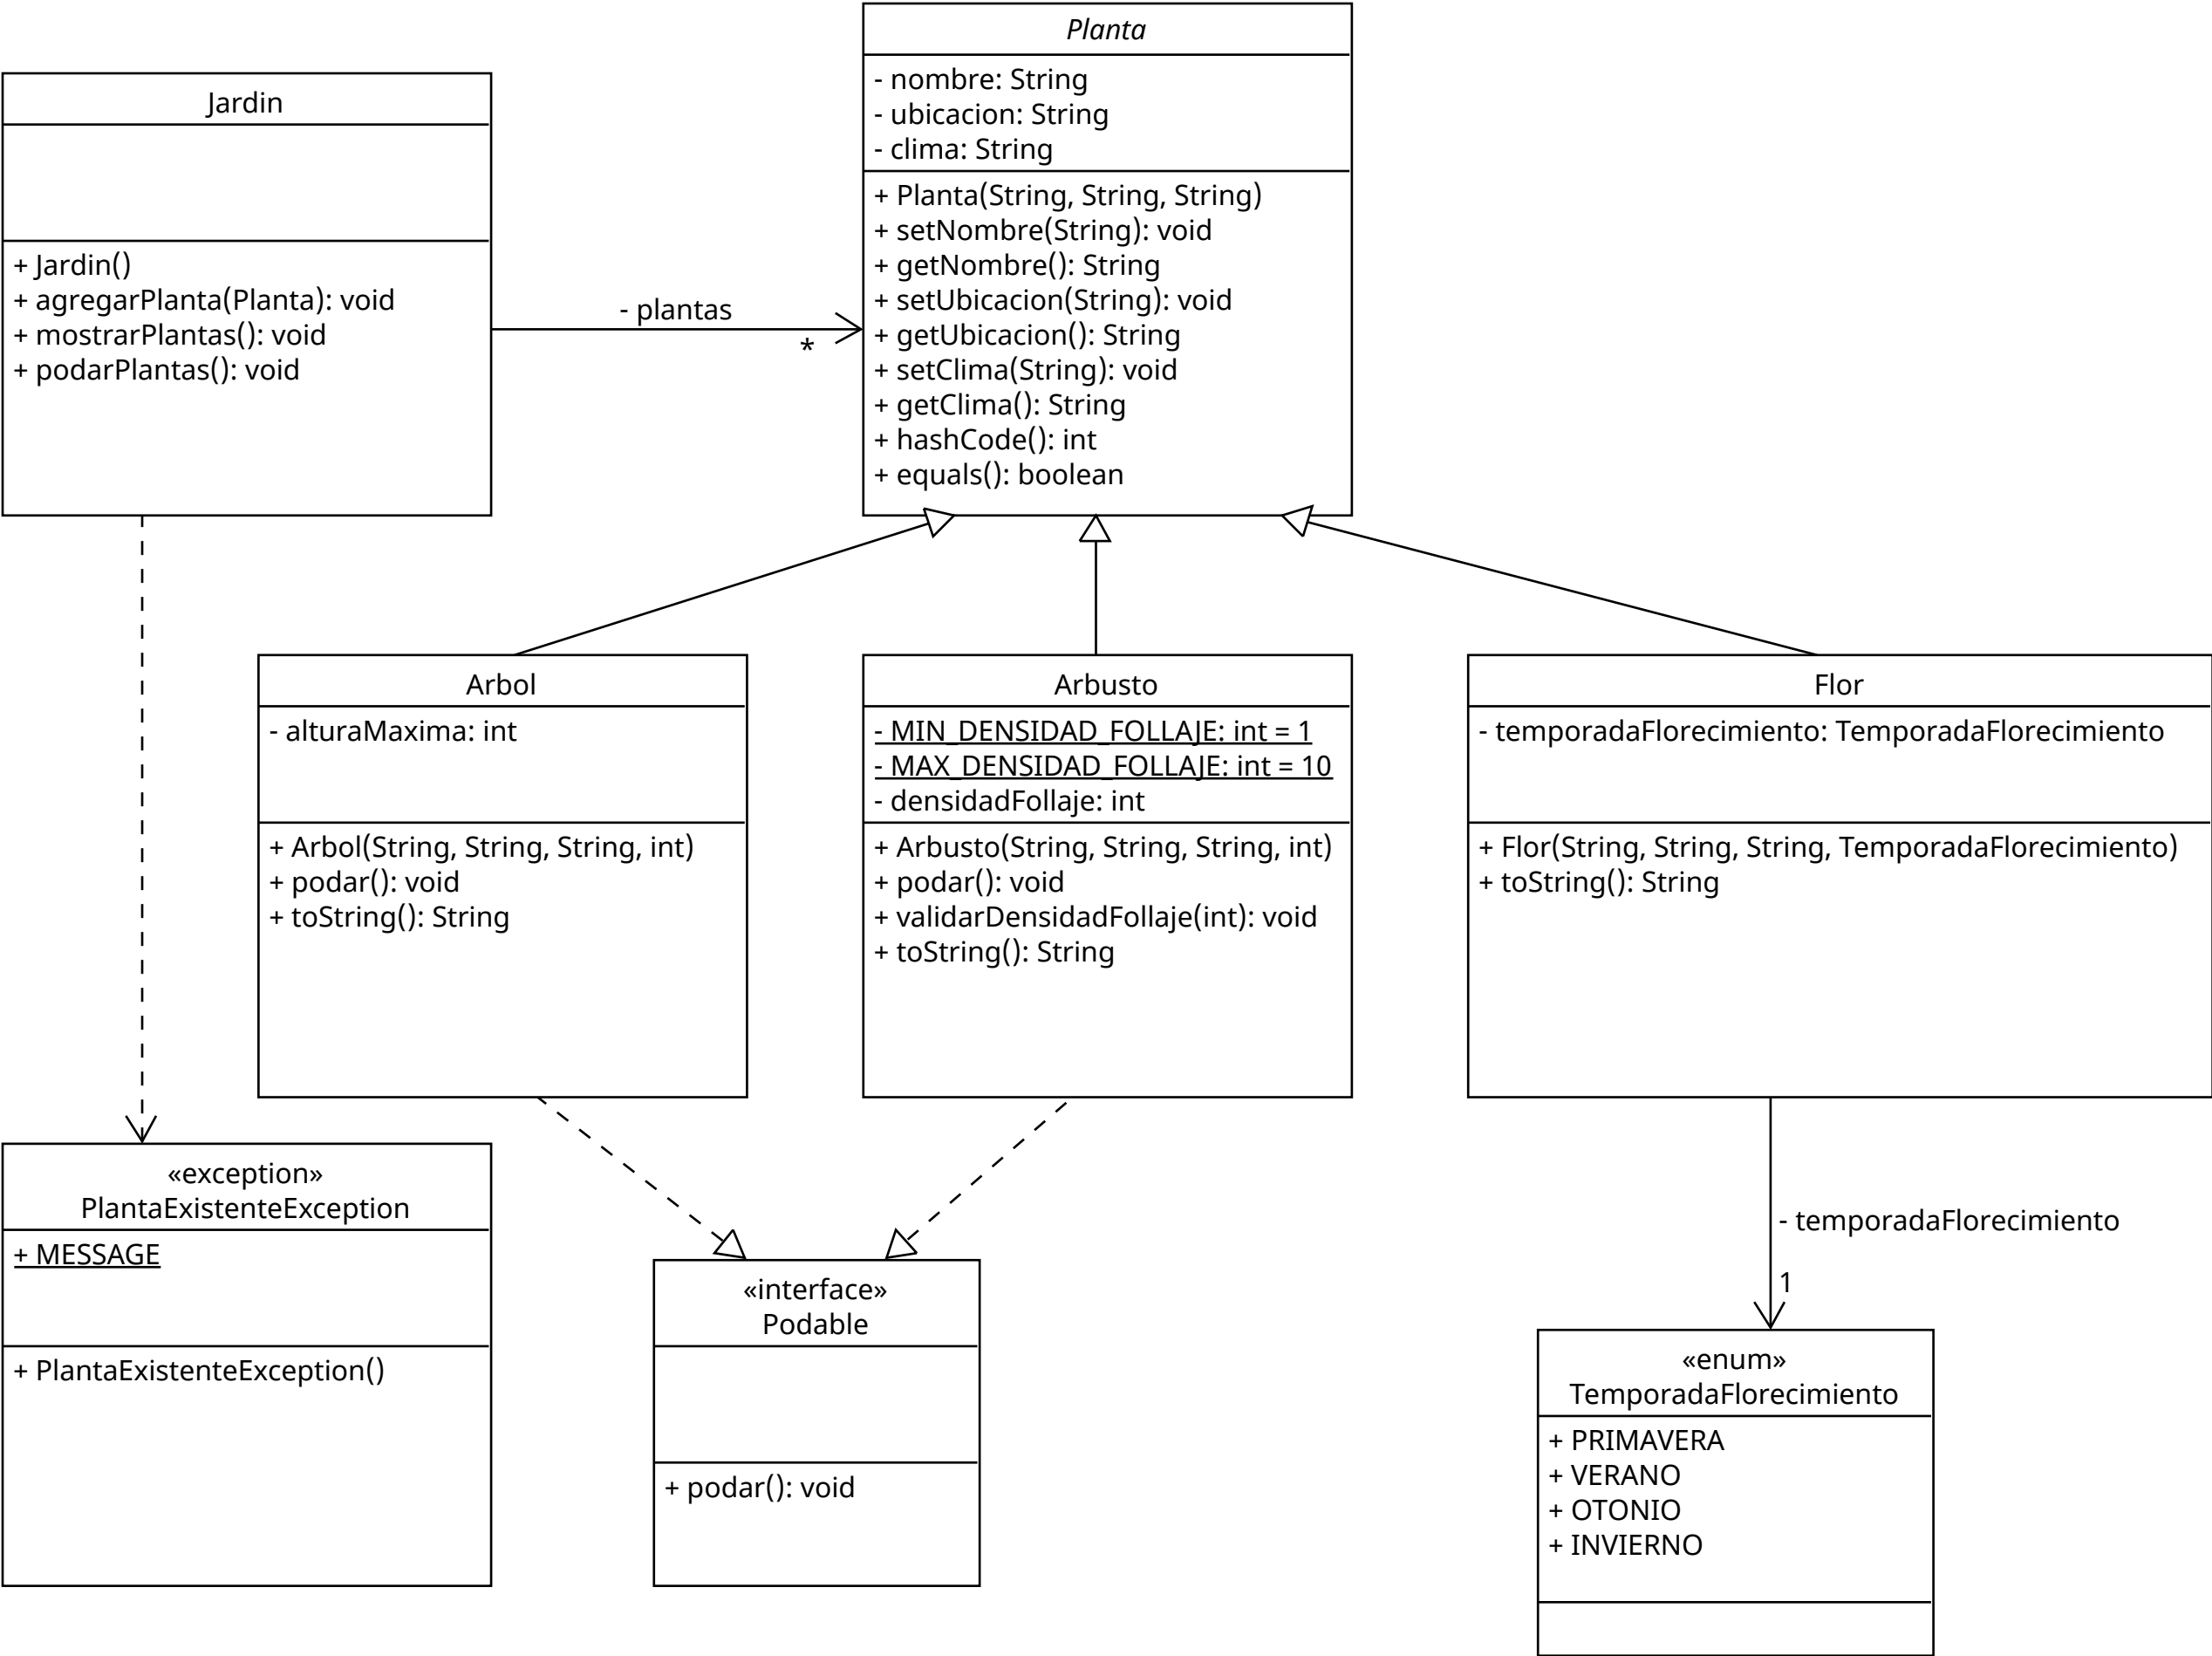 Planta
- nombre: String
- ubicacion: String
- clima: String
+ Planta(String, String, String)
+ setNombre(String): void
+ getNombre(): String
+ setUbicacion(String): void
+ getUbicacion(): String
+ setClima(String): void
+ getClima(): String
+ hashCode(): int
+ equals(): boolean
Jardin
+ Jardin()
+ agregarPlanta(Planta): void
+ mostrarPlantas(): void
+ podarPlantas(): void
- plantas
*
Arbol
- alturaMaxima: int
+ Arbol(String, String, String, int)
+ podar(): void
+ toString(): String
Arbusto
- MIN_DENSIDAD_FOLLAJE: int = 1
- MAX_DENSIDAD_FOLLAJE: int = 10
- densidadFollaje: int
+ Arbusto(String, String, String, int)
+ podar(): void
+ validarDensidadFollaje(int): void
+ toString(): String
Flor
- temporadaFlorecimiento: TemporadaFlorecimiento
+ Flor(String, String, String, TemporadaFlorecimiento)
+ toString(): String
«exception»
PlantaExistenteException
+ MESSAGE
+ PlantaExistenteException()
«interface»
Podable
+ podar(): void
- temporadaFlorecimiento
1
«enum»
TemporadaFlorecimiento
+ PRIMAVERA
+ VERANO
+ OTONIO
+ INVIERNO